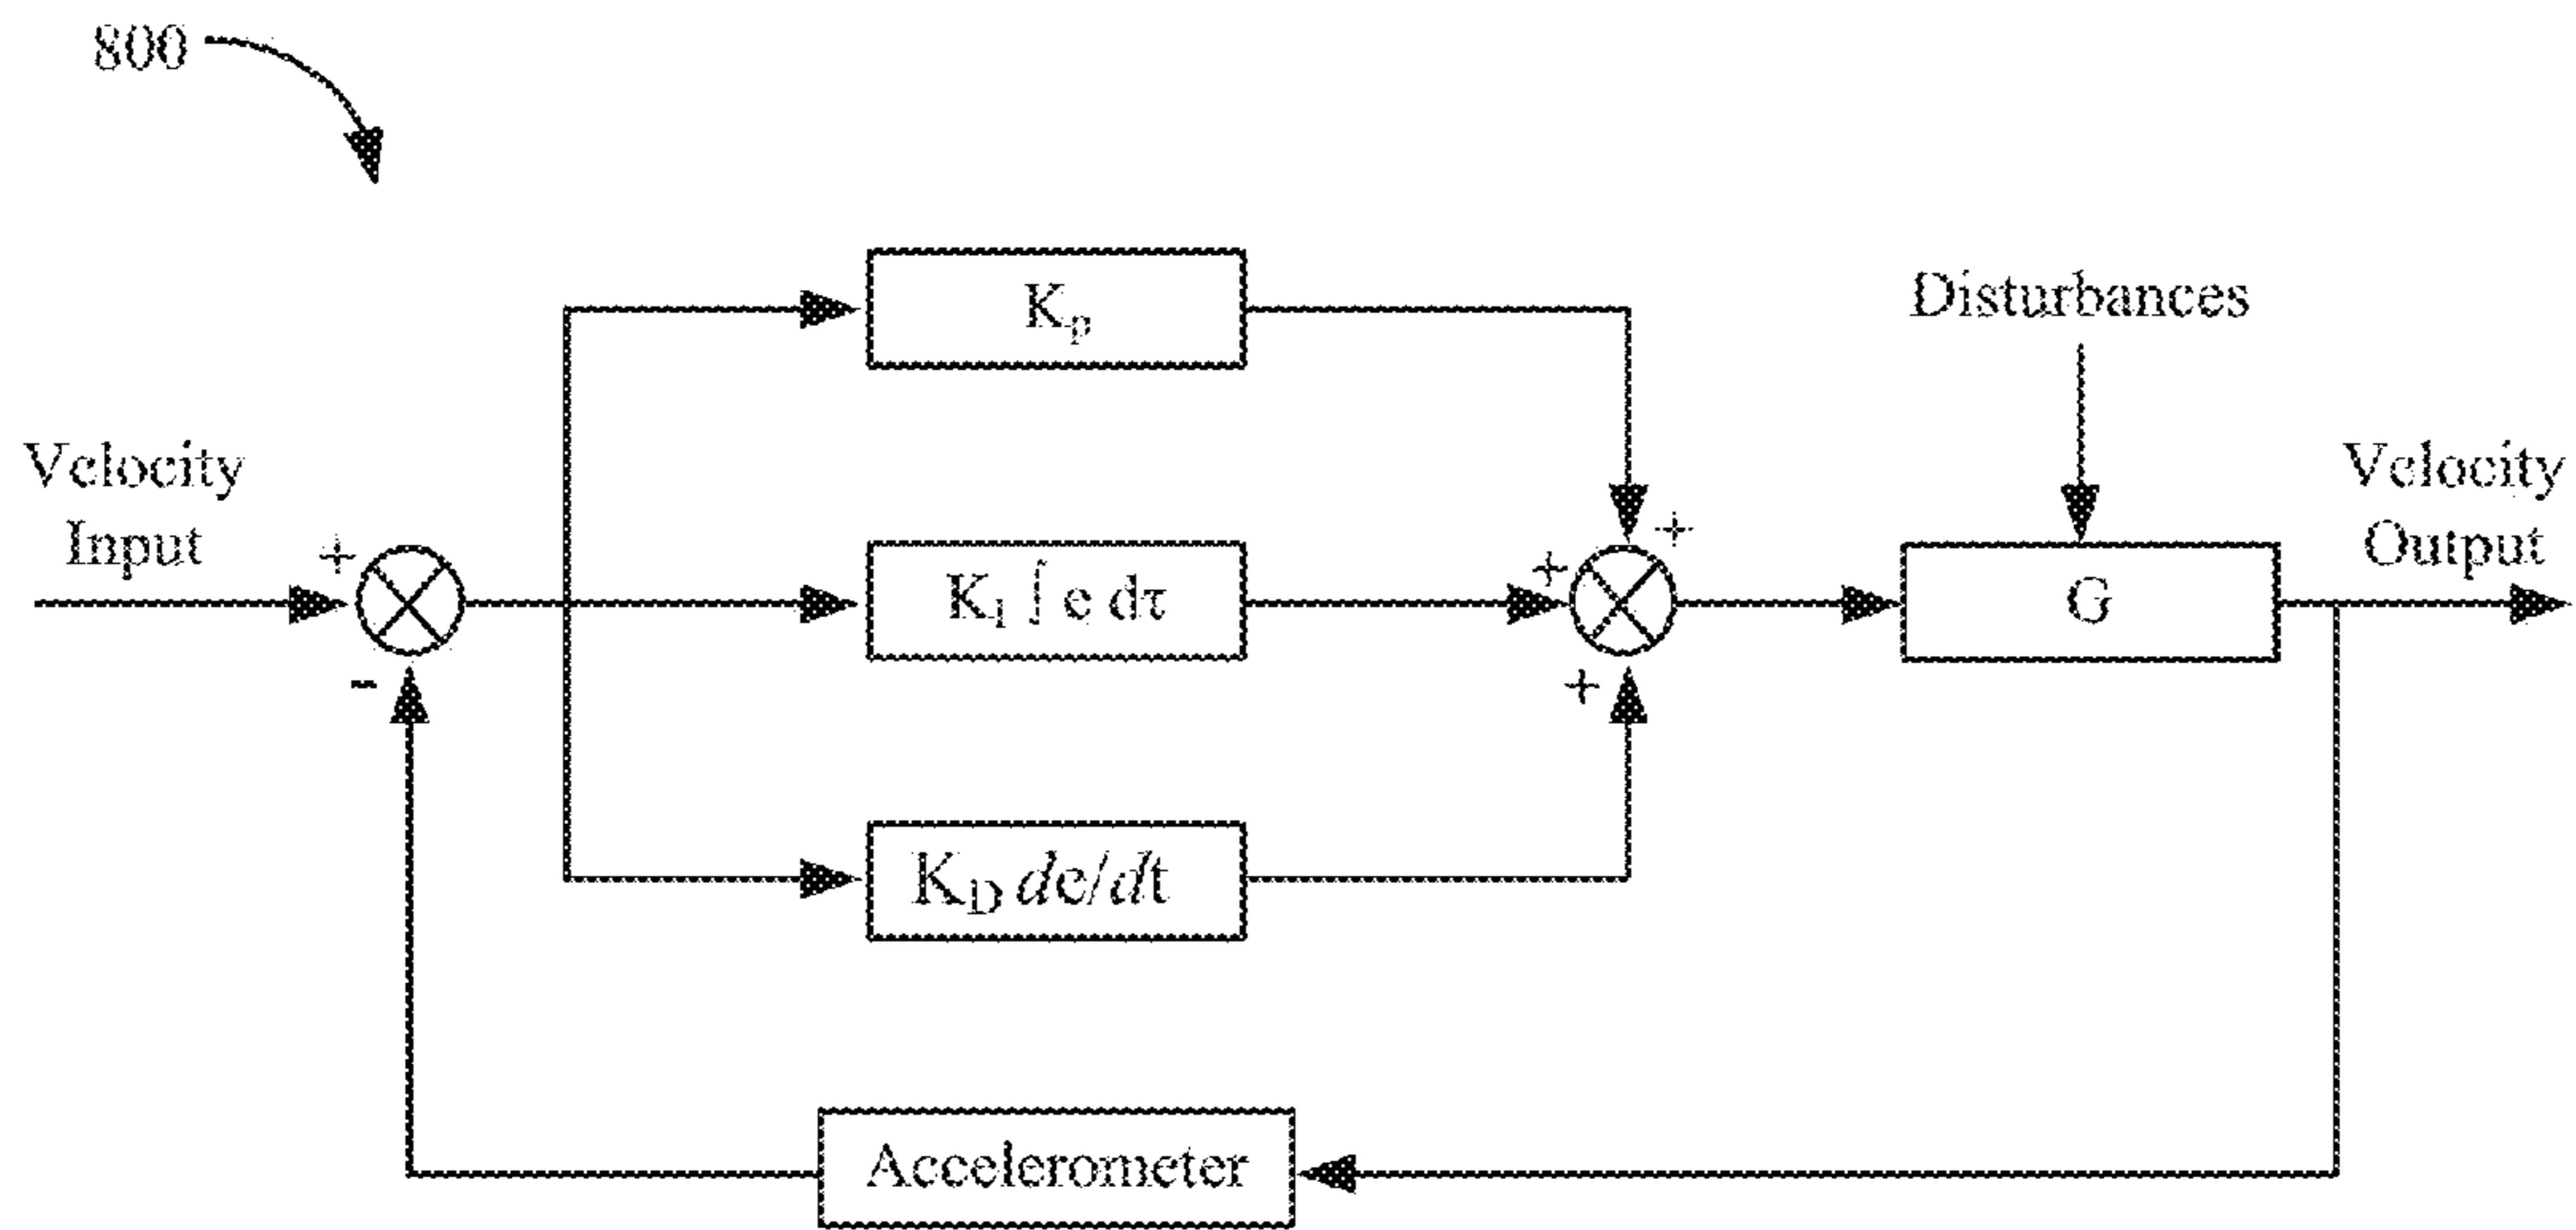 800
K_p
Disturbances
Velocity
Input
+
-
K_I ∫ e dτ
+
+
+
G
Velocity
Output
K_D de/dt
Accelerometer